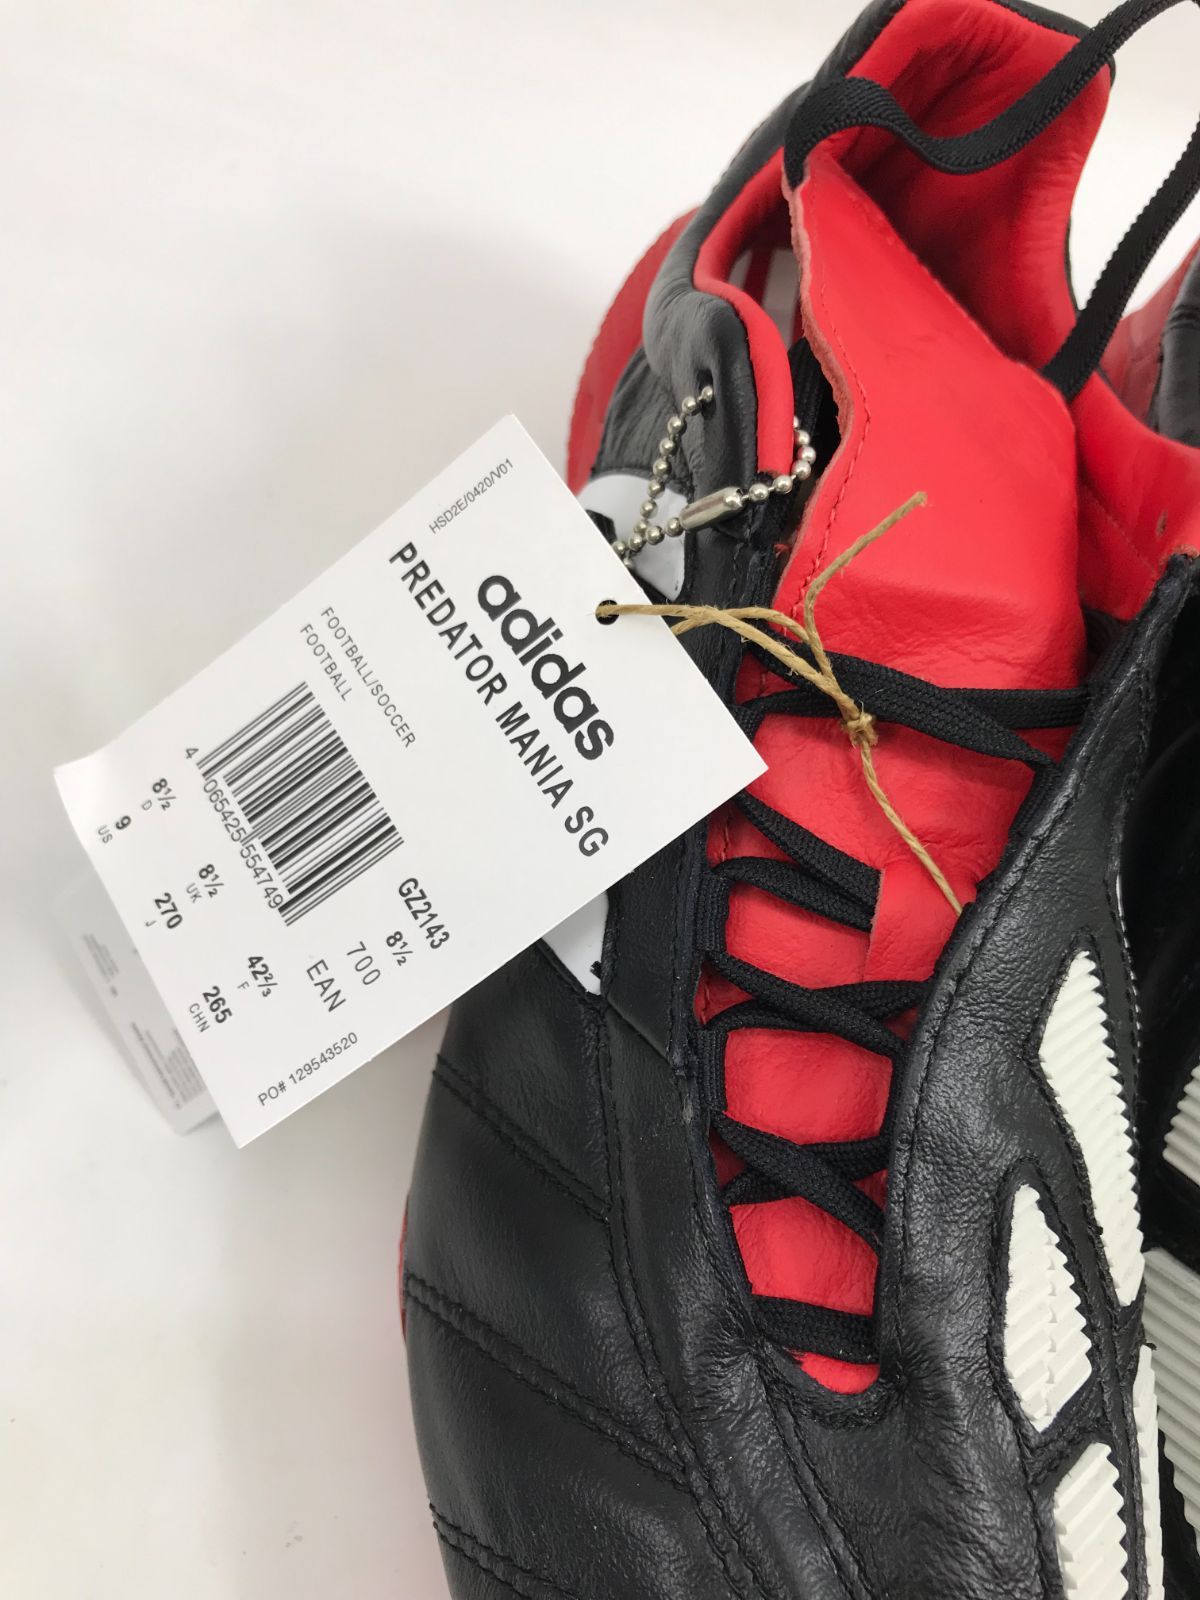 HSD2E/0420/V01
adidas
PREDATOR MANIA SG
FOOTBALL/SOCCER
FOOTBALL
4 065425 554749
GZ2143
8½
700
EAN
8½ D
9 US
8½ UK
270 J
42⅔ F
265 CHN
PO# 129543520